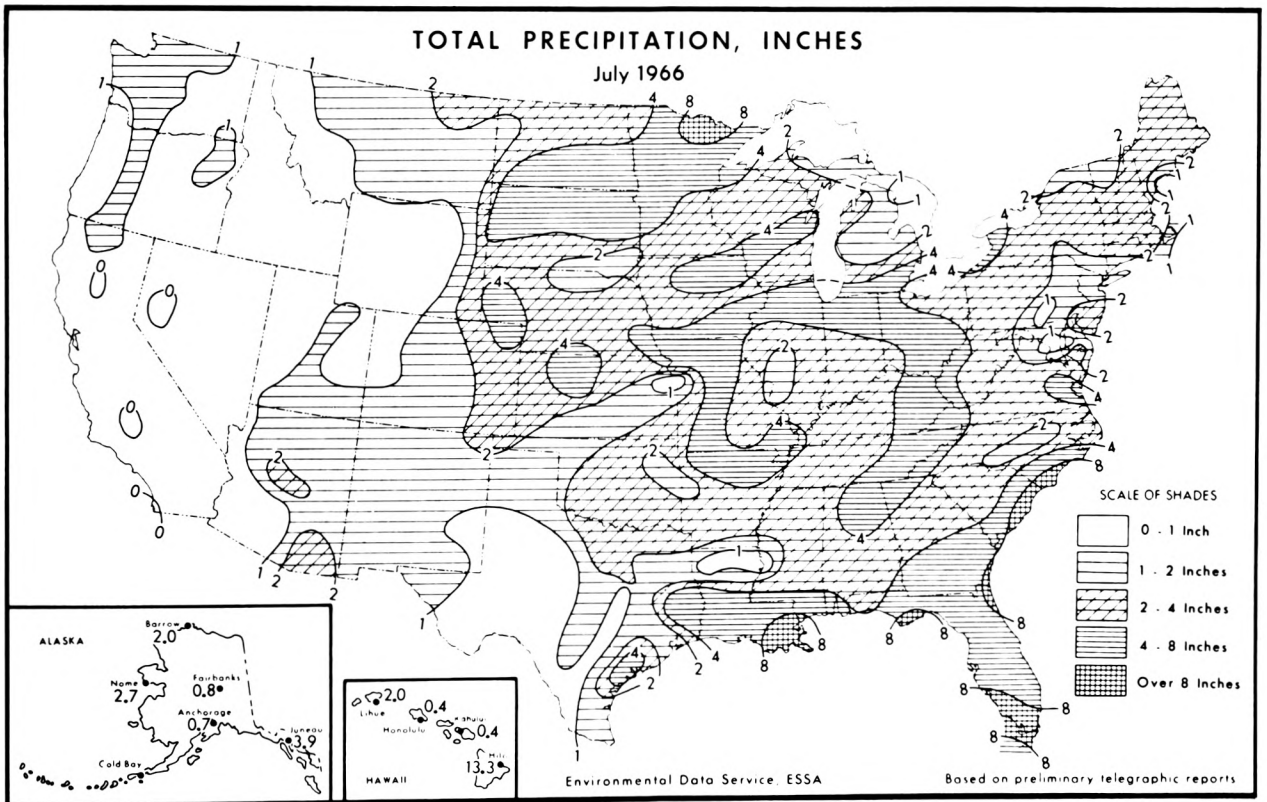 TOTAL PRECIPITATION, INCHES
July 1966
SCALE OF SHADES
0 - 1 Inch
1 - 2 Inches
2 - 4 Inches
4 - 8 Inches
Over 8 Inches
ALASKA
Barrow
2.0
Nome
2.7
Fairbanks
0.8
Anchorage
0.7
Juneau
3.9
Cold Bay
HAWAII
2.0
Lihue
0.4
Honolulu
Kahului
0.4
Hilo
13.3
Environmental Data Service, ESSA
Based on preliminary telegraphic reports